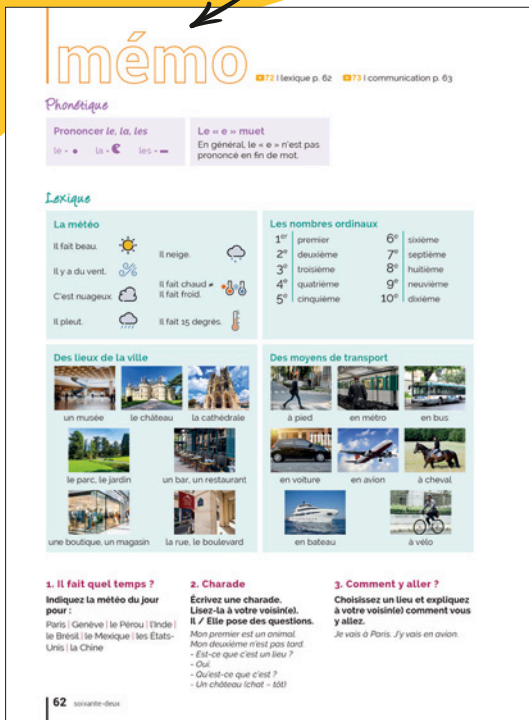 mémo
72 I lexique p. 62 73 I communication p. 63
Phonétique
Prononcer le, la, les
le = la = les =
Le « e » muet
En général, le « e » n'est pas
prononcé en fin de mot.
Lexique
La météo
Il fait beau.
Il y a du vent.
C'est nuageux.
Il pleut.
Il neige.
Il fait chaud ≠
Il fait froid.
Il fait 15 degrés.
Les nombres ordinaux
1er premier
2e deuxième
3e troisième
4e quatrième
5e cinquième
6e sixième
7e septième
8e huitième
9e neuvième
10e dixième
Des lieux de la ville
un musée le château la cathédrale
le parc, le jardin un bar, un restaurant
une boutique, un magasin la rue, le boulevard
Des moyens de transport
à pied en métro en bus
en voiture en avion à cheval
en bateau à vélo
1. Il fait quel temps ?
Indiquez la météo du jour
pour :
Paris | Genève | le Pérou | l'Inde |
le Brésil | le Mexique | les États-
Unis | la Chine
2. Charade
Écrivez une charade.
Lisez-la à votre voisin(e).
Il / Elle pose des questions.
Mon premier est un animal.
Mon deuxième n'est pas tard.
- Est-ce que c'est un lieu ?
- Oui.
- Qu'est-ce que c'est ?
- Un château (chat – tôt)
3. Comment y aller ?
Choisissez un lieu et expliquez
à votre voisin(e) comment vous
y allez.
Je vais à Paris. J'y vais en avion.
62 soixante-deux